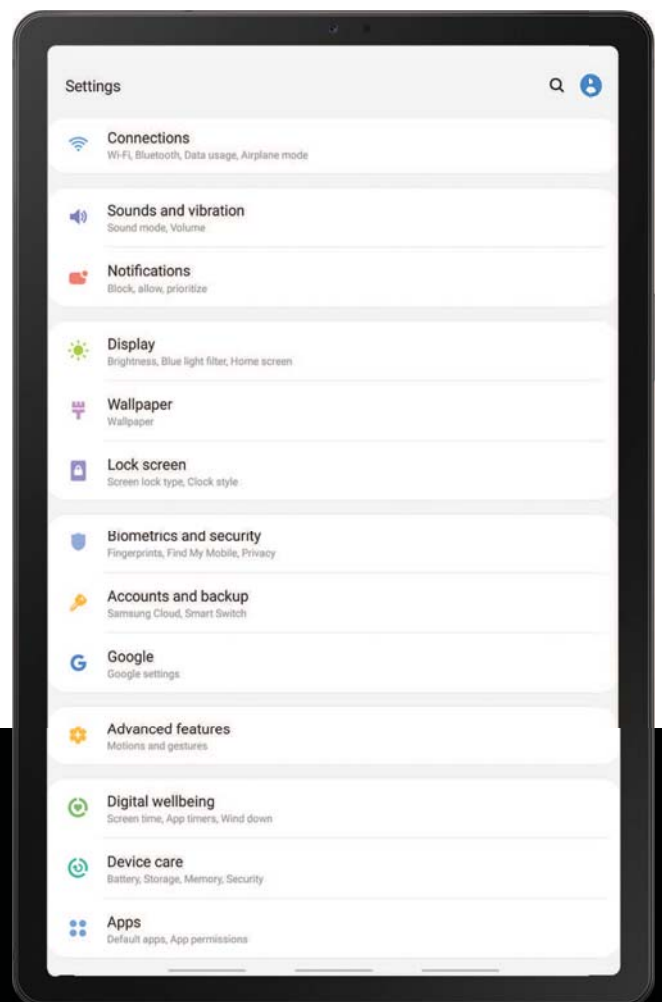 Settings
Connections
Wi-Fi, Bluetooth, Data usage, Airplane mode
Sounds and vibration
Sound mode, Volume
Notifications
Block, allow, prioritize
Display
Brightness, Blue light filter, Home screen
Wallpaper
Wallpaper
Lock screen
Screen lock type, Clock style
Biometrics and security
Fingerprints, Find My Mobile, Privacy
Accounts and backup
Samsung Cloud, Smart Switch
Google
Google settings
Advanced features
Motions and gestures
Digital wellbeing
Screen time, App timers, Wind down
Device care
Battery, Storage, Memory, Security
Apps
Default apps, App permissions